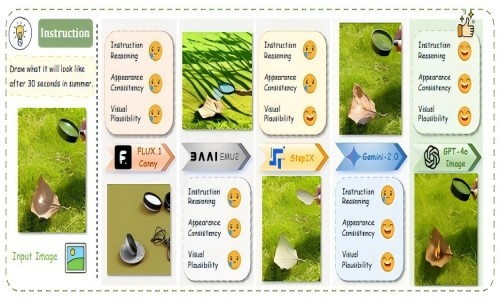 Instruction
Draw what it will look like
after 30 seconds in summer.
Input Image
Instruction
Reasoning
Appearance
Consistency
Visual
Plausibility
FLUX.1
Canny
BAAI EMU2
Instruction
Reasoning
Appearance
Consistency
Visual
Plausibility
Instruction
Reasoning
Appearance
Consistency
Visual
Plausibility
Step1X
Gemini-2.0
Instruction
Reasoning
Appearance
Consistency
Visual
Plausibility
Instruction
Reasoning
Appearance
Consistency
Visual
Plausibility
GPT-4o
Image